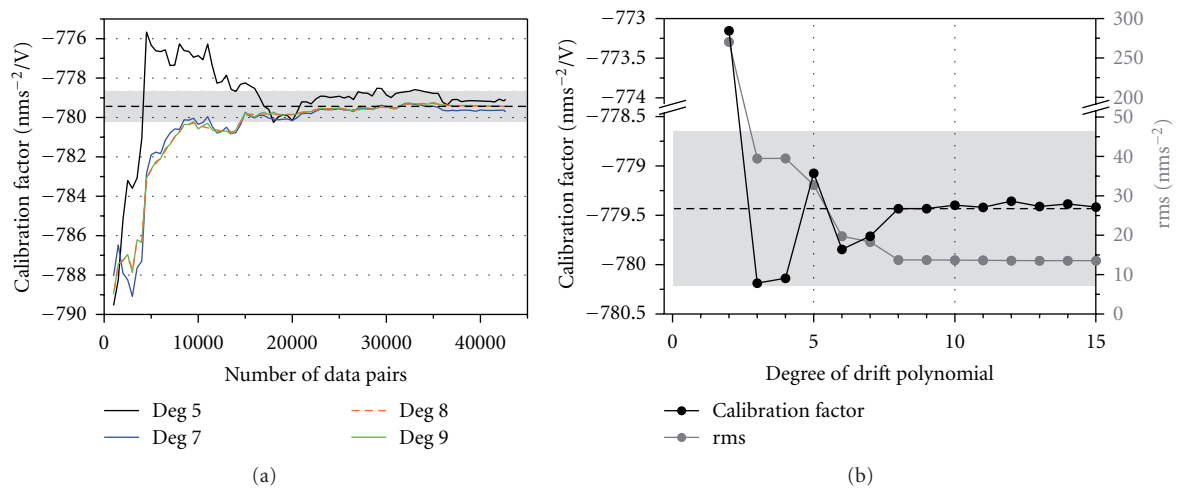 Calibration factor (nms⁻²/V)
−776
−778
−780
−782
−784
−786
−788
−790
0 10000 20000 30000 40000
Number of data pairs
Deg 5
Deg 7
Deg 8
Deg 9
(a)
Calibration factor (nms⁻²/V)
−773
−773.5
−774
−778.5
−779
−779.5
−780
−780.5
300
250
200
50
40
30
20
10
0
rms (nms⁻²)
0 5 10 15
Degree of drift polynomial
Calibration factor
rms
(b)